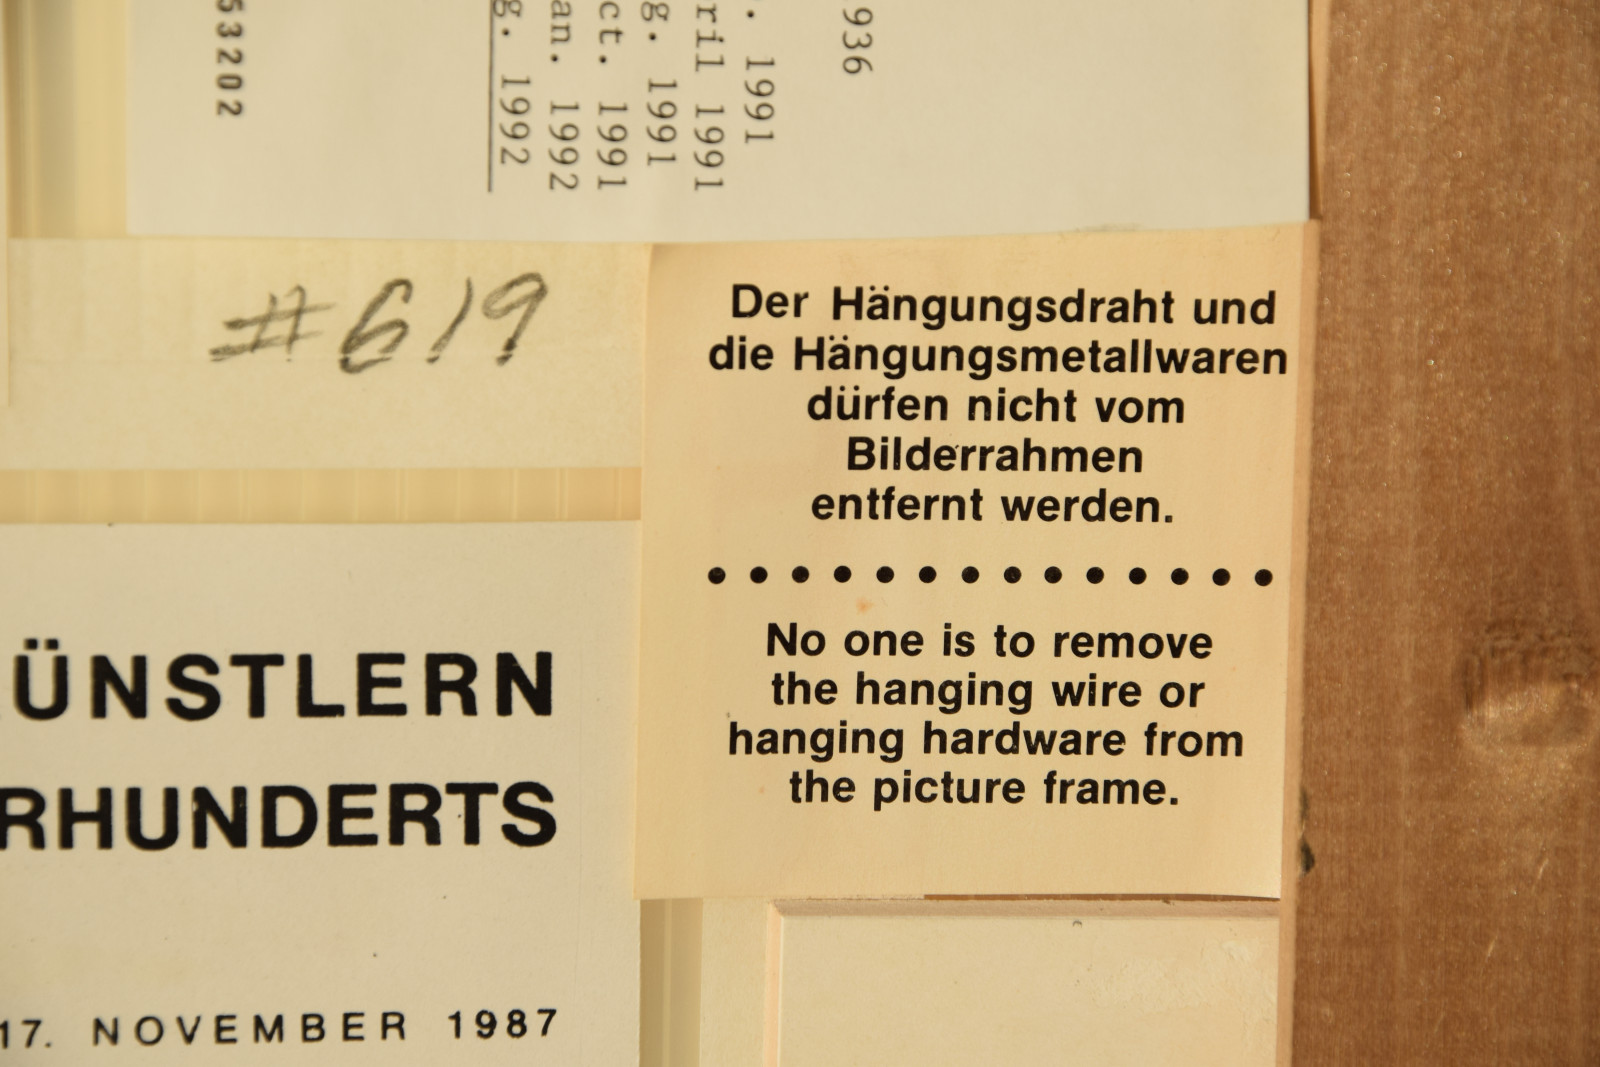 53202
g. 1992
an. 1992
ct. 1991
g. 1991
ril 1991
. 1991
936
#619
Der Hängungsdraht und
die Hängungsmetallwaren
dürfen nicht vom
Bilderrahmen
entfernt werden.
No one is to remove
the hanging wire or
hanging hardware from
the picture frame.
ÜNSTLERN
RHUNDERTS
17. NOVEMBER 1987